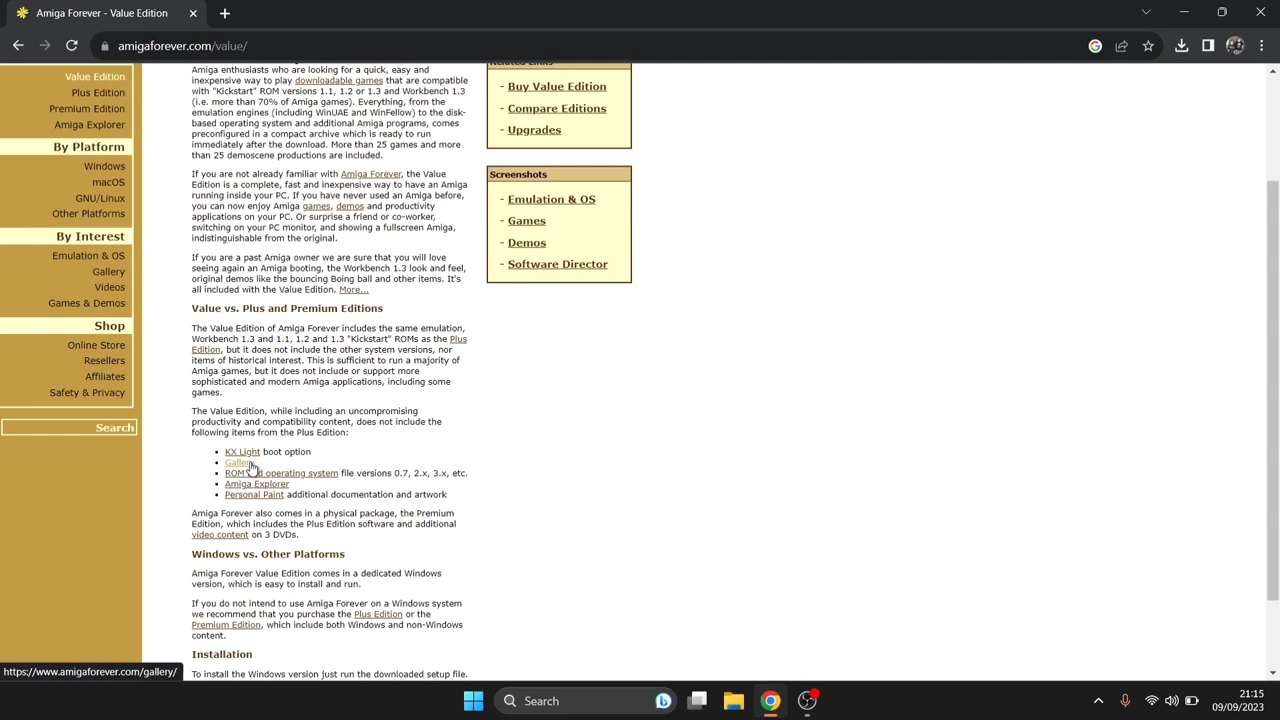 Amiga Forever - Value Edition
amigaforever.com/value/
Value Edition
Plus Edition
Premium Edition
Amiga Explorer
By Platform
Windows
macOS
GNU/Linux
Other Platforms
By Interest
Emulation & OS
Gallery
Videos
Games & Demos
Shop
Online Store
Resellers
Affiliates
Safety & Privacy
Search
Amiga enthusiasts who are looking for a quick, easy and
inexpensive way to play downloadable games that are compatible
with "Kickstart" ROM versions 1.1, 1.2 or 1.3 and Workbench 1.3
(i.e. more than 70% of Amiga games). Everything, from the
emulation engines (including WinUAE and WinFellow) to the disk-
based operating system and additional Amiga programs, comes
preconfigured in a compact archive which is ready to run
immediately after the download. More than 25 games and more
than 25 demoscene productions are included.
If you are not already familiar with Amiga Forever, the Value
Edition is a complete, fast and inexpensive way to have an Amiga
running inside your PC. If you have never used an Amiga before,
you can now enjoy Amiga games, demos and productivity
applications on your PC. Or surprise a friend or co-worker,
switching on your PC monitor, and showing a fullscreen Amiga,
indistinguishable from the original.
If you are a past Amiga owner we are sure that you will love
seeing again an Amiga booting, the Workbench 1.3 look and feel,
original demos like the bouncing Boing ball and other items. It's
all included with the Value Edition. More...
Value vs. Plus and Premium Editions
The Value Edition of Amiga Forever includes the same emulation,
Workbench 1.3 and 1.1, 1.2 and 1.3 "Kickstart" ROMs as the Plus
Edition, but it does not include the other system versions, nor
items of historical interest. This is sufficient to run a majority of
Amiga games, but it does not include or support more
sophisticated and modern Amiga applications, including some
games.
The Value Edition, while including an uncompromising
productivity and compatibility content, does not include the
following items from the Plus Edition:
• KX Light boot option
• Gallery
• ROM and operating system file versions 0.7, 2.x, 3.x, etc.
• Amiga Explorer
• Personal Paint additional documentation and artwork
Amiga Forever also comes in a physical package, the Premium
Edition, which includes the Plus Edition software and additional
video content on 3 DVDs.
Windows vs. Other Platforms
Amiga Forever Value Edition comes in a dedicated Windows
version, which is easy to install and run.
If you do not intend to use Amiga Forever on a Windows system
we recommend that you purchase the Plus Edition or the
Premium Edition, which include both Windows and non-Windows
content.
Installation
To install the Windows version just run the downloaded setup file.
Related Links
- Buy Value Edition
- Compare Editions
- Upgrades
Screenshots
- Emulation & OS
- Games
- Demos
- Software Director
https://www.amigaforever.com/gallery/
Search
21:15
09/09/2023